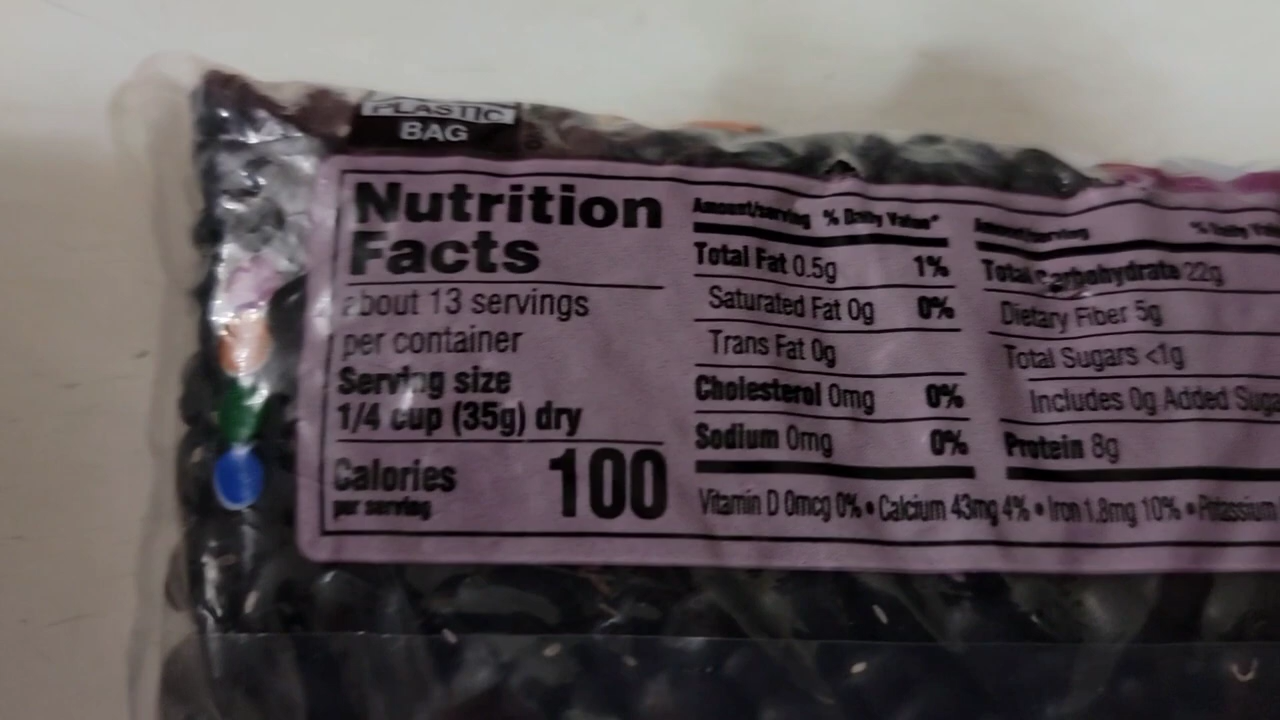 PLASTIC
BAG
Nutrition
Facts
about 13 servings
per container
Serving size
1/4 cup (35g) dry
Calories 100
per serving
Amount/serving % Daily Value*
Total Fat 0.5g 1%
Saturated Fat 0g 0%
Trans Fat 0g
Cholesterol 0mg 0%
Sodium 0mg 0%
Amount/serving % Daily
Total Carbohydrate 22g
Dietary Fiber 5g
Total Sugars <1g
Includes 0g Added
Protein 8g
Vitamin D 0mcg 0% • Calcium 43mg 4% • Iron 1.8mg 10% • Potassium